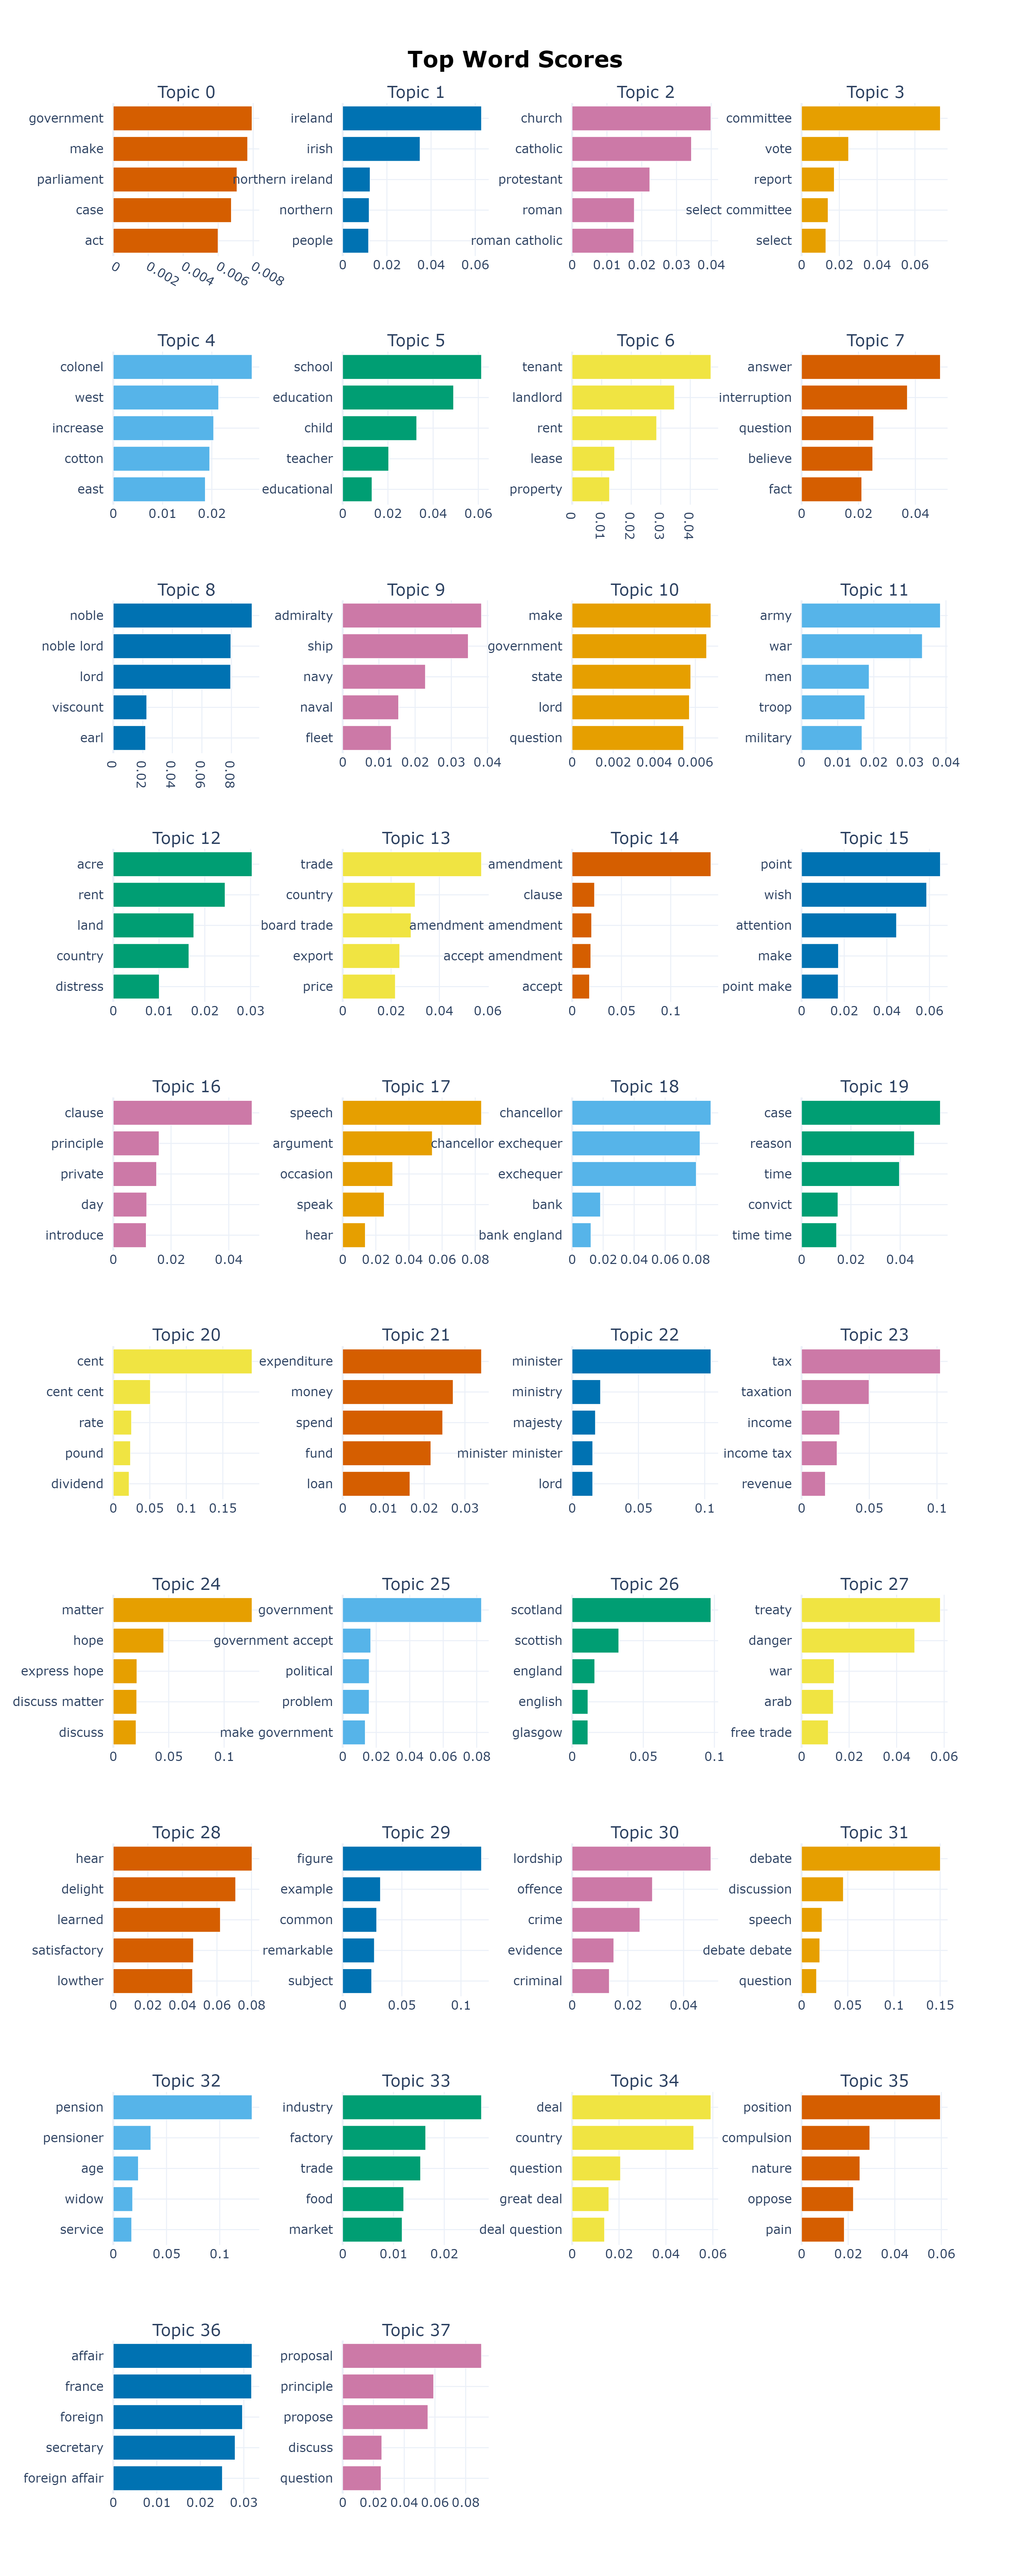 Top Word Scores
Topic 0
government
make
parliament
case
act
0 0.002 0.004 0.006 0.008
Topic 1
ireland
irish
northern ireland
northern
people
0 0.02 0.04 0.06
Topic 2
church
catholic
protestant
roman
roman catholic
0 0.01 0.02 0.03 0.04
Topic 3
committee
vote
report
select committee
select
0 0.02 0.04 0.06
Topic 4
colonel
west
increase
cotton
east
0 0.01 0.02
Topic 5
school
education
child
teacher
educational
0 0.02 0.04 0.06
Topic 6
tenant
landlord
rent
lease
property
0 0.01 0.02 0.03 0.04
Topic 7
answer
interruption
question
believe
fact
0 0.02 0.04
Topic 8
noble
noble lord
lord
viscount
earl
0 0.02 0.04 0.06 0.08
Topic 9
admiralty
ship
navy
naval
fleet
0 0.01 0.02 0.03 0.04
Topic 10
make
government
state
lord
question
0 0.002 0.004 0.006
Topic 11
army
war
men
troop
military
0 0.01 0.02 0.03 0.04
Topic 12
acre
rent
land
country
distress
0 0.01 0.02 0.03
Topic 13
trade
country
board trade
export
price
0 0.02 0.04 0.06
Topic 14
amendment
clause
amendment amendment
accept amendment
accept
0 0.05 0.1
Topic 15
point
wish
attention
make
point make
0 0.02 0.04 0.06
Topic 16
clause
principle
private
day
introduce
0 0.02 0.04
Topic 17
speech
argument
occasion
speak
hear
0 0.02 0.04 0.06 0.08
Topic 18
chancellor
chancellor exchequer
exchequer
bank
bank england
0 0.02 0.04 0.06 0.08
Topic 19
case
reason
time
convict
time time
0 0.02 0.04
Topic 20
cent
cent cent
rate
pound
dividend
0 0.05 0.1 0.15
Topic 21
expenditure
money
spend
fund
loan
0 0.01 0.02 0.03
Topic 22
minister
ministry
majesty
minister minister
lord
0 0.05 0.1
Topic 23
tax
taxation
income
income tax
revenue
0 0.05 0.1
Topic 24
matter
hope
express hope
discuss matter
discuss
0 0.05 0.1
Topic 25
government
government accept
political
problem
make government
0 0.02 0.04 0.06 0.08
Topic 26
scotland
scottish
england
english
glasgow
0 0.05 0.1
Topic 27
treaty
danger
war
arab
free trade
0 0.02 0.04 0.06
Topic 28
hear
delight
learned
satisfactory
lowther
0 0.02 0.04 0.06 0.08
Topic 29
figure
example
common
remarkable
subject
0 0.05 0.1
Topic 30
lordship
offence
crime
evidence
criminal
0 0.02 0.04
Topic 31
debate
discussion
speech
debate debate
question
0 0.05 0.1 0.15
Topic 32
pension
pensioner
age
widow
service
0 0.05 0.1
Topic 33
industry
factory
trade
food
market
0 0.01 0.02
Topic 34
deal
country
question
great deal
deal question
0 0.02 0.04 0.06
Topic 35
position
compulsion
nature
oppose
pain
0 0.02 0.04 0.06
Topic 36
affair
france
foreign
secretary
foreign affair
0 0.01 0.02 0.03
Topic 37
proposal
principle
propose
discuss
question
0 0.02 0.04 0.06 0.08